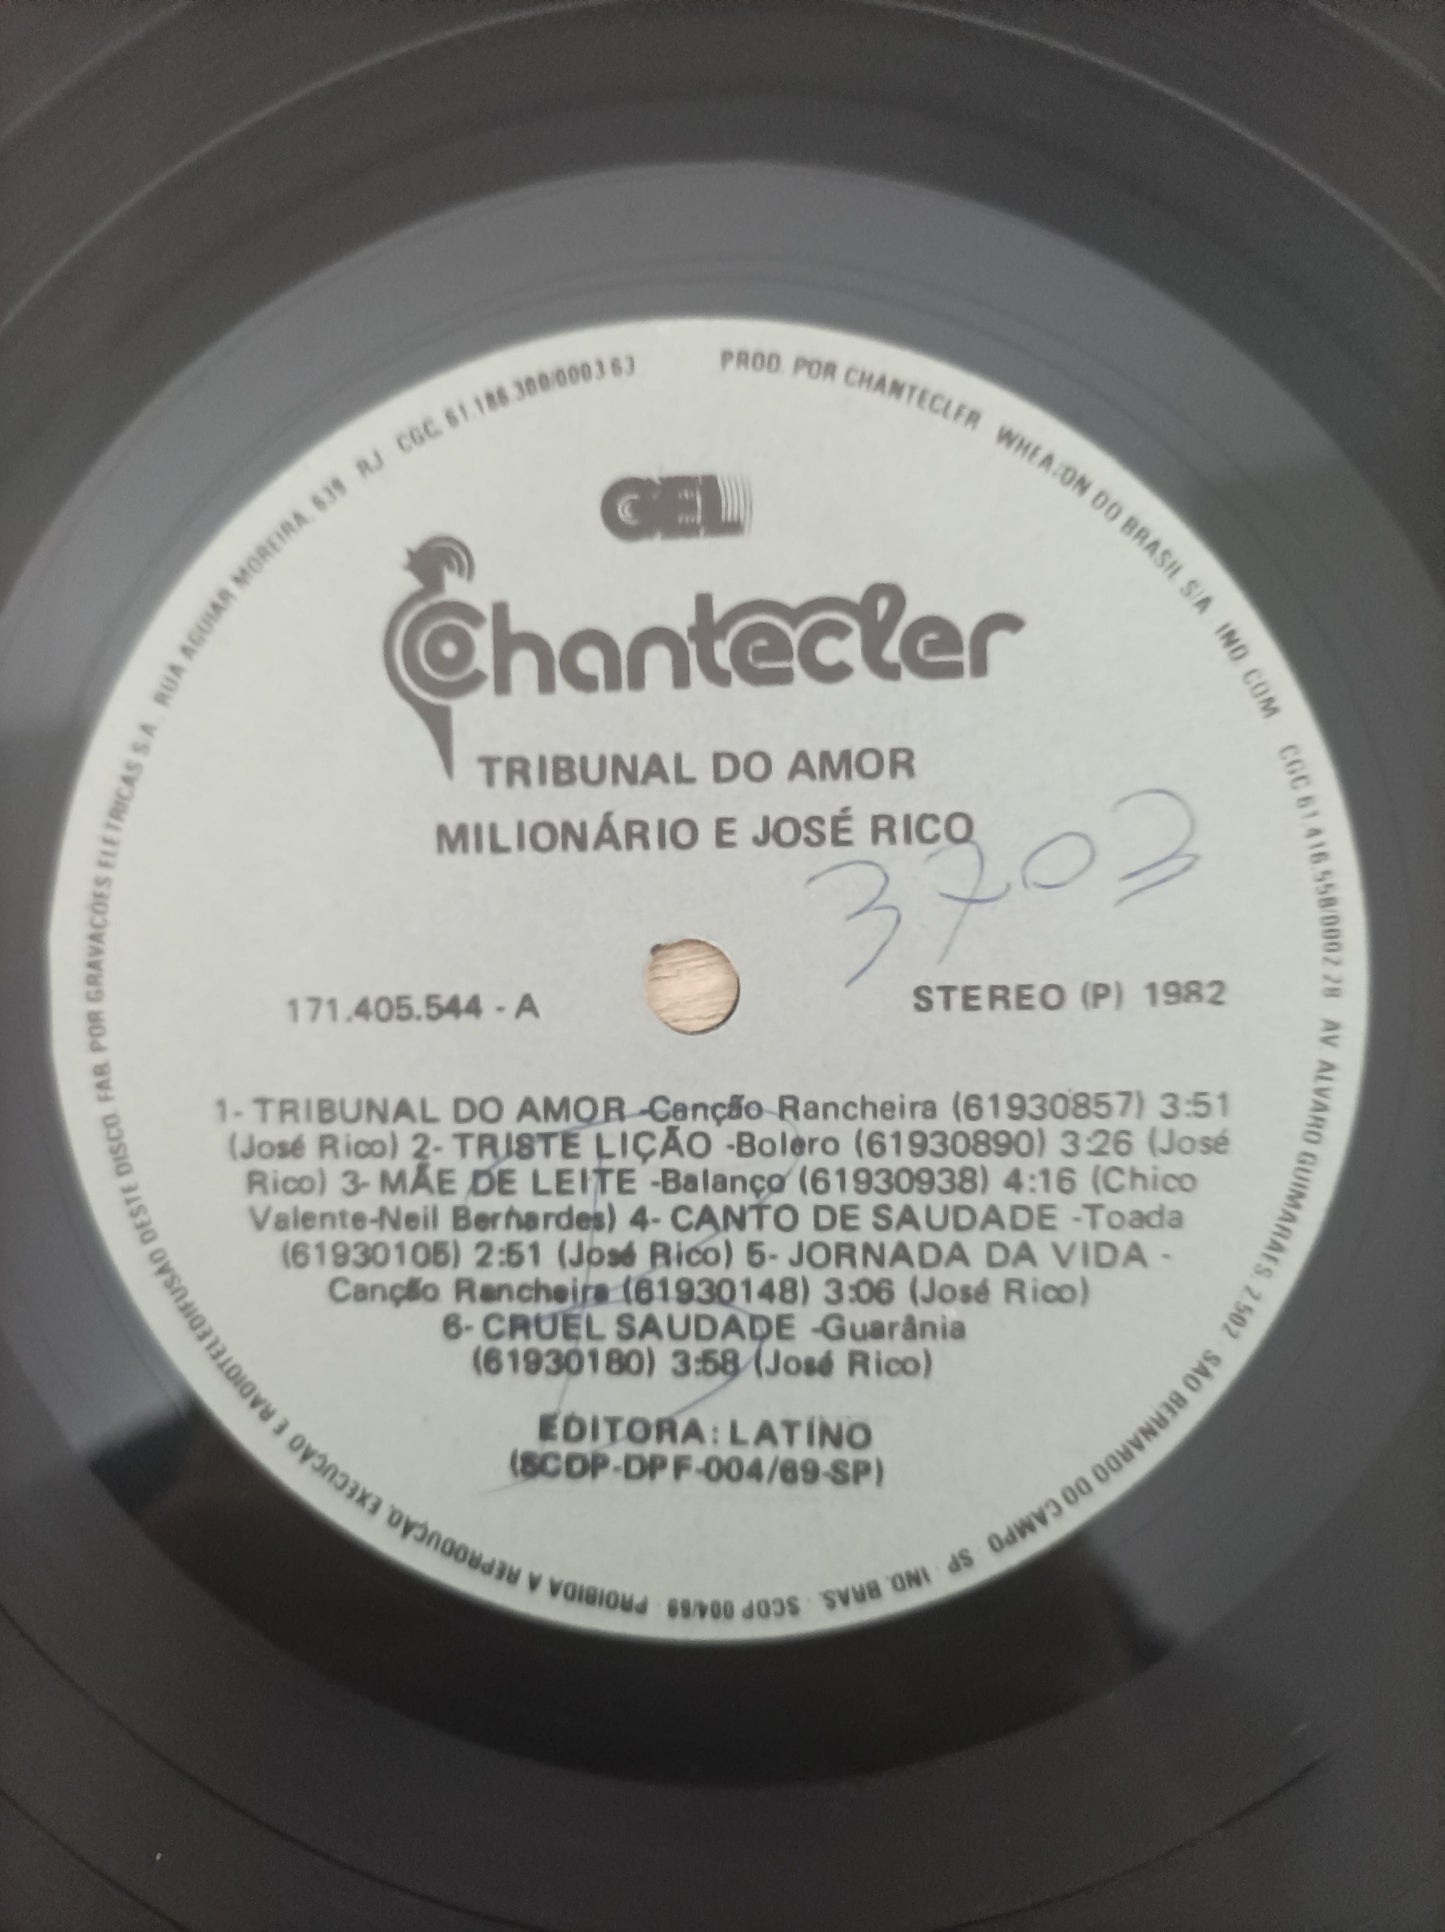 PROD. POR CHANTECLER WHEATON DO BRASIL S/A IND COM CGC 61 416 558/0002 28 AV ALVARO GUIMARAES, 2 502 SÃO BERNARDO DO CAMPO SP IND. BRAS. SCDP 004/69 PROIBIDA A REPRODUÇÃO, EXECUÇÃO E RADIOTELEDIFUSÃO DESTE DISCO. FAB. POR GRAVACOES ELETRICAS S.A. RUA AGUIAR MOREIRA, 639 RJ CGC. 61.186.300/0003 63
GEL
Chantecler
TRIBUNAL DO AMOR
MILIONÁRIO E JOSÉ RICO
3703
171.405.544 - A
STEREO (P) 1982
1- TRIBUNAL DO AMOR -Canção Rancheira (61930857) 3:51
(José Rico) 2- TRISTE LIÇÃO -Bolero (61930890) 3:26 (José
Rico) 3- MÃE DE LEITE -Balanço (61930938) 4:16 (Chico
Valente-Neil Bernardes) 4- CANTO DE SAUDADE -Toada
(61930105) 2:51 (José Rico) 5- JORNADA DA VIDA -
Canção Rancheira (61930148) 3:06 (José Rico)
6- CRUEL SAUDADE -Guarânia
(61930180) 3:58 (José Rico)
EDITORA: LATINO
(SCDP-DPF-004/69-SP)